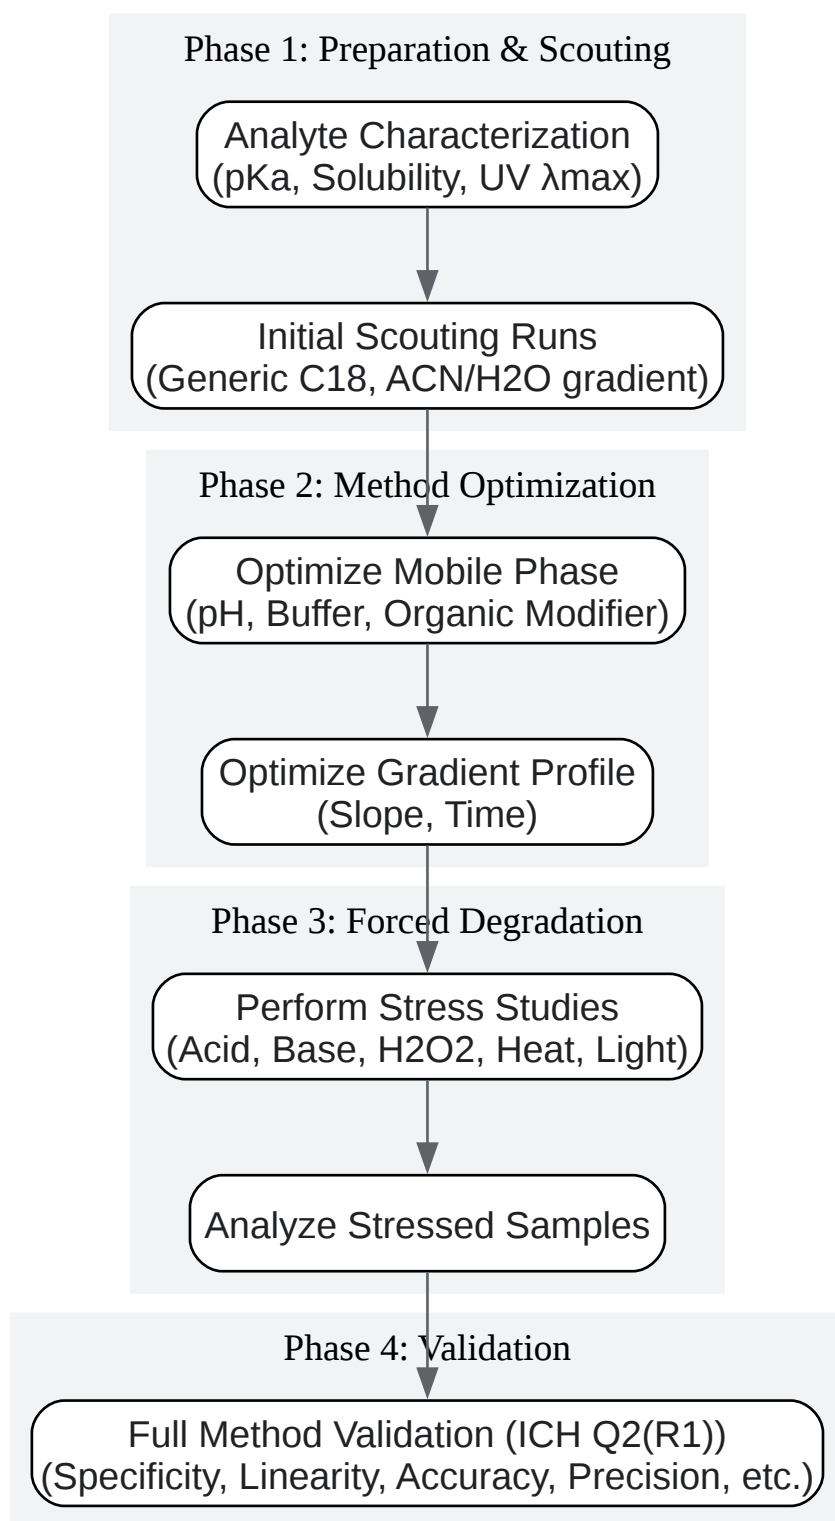 Phase 1: Preparation & Scouting
Analyte Characterization
(pKa, Solubility, UV λmax)
Initial Scouting Runs
(Generic C18, ACN/H2O gradient)
Phase 2: Method Optimization
Optimize Mobile Phase
(pH, Buffer, Organic Modifier)
Optimize Gradient Profile
(Slope, Time)
Phase 3: Forced Degradation
Perform Stress Studies
(Acid, Base, H2O2, Heat, Light)
Analyze Stressed Samples
Phase 4: Validation
Full Method Validation (ICH Q2(R1))
(Specificity, Linearity, Accuracy, Precision, etc.)